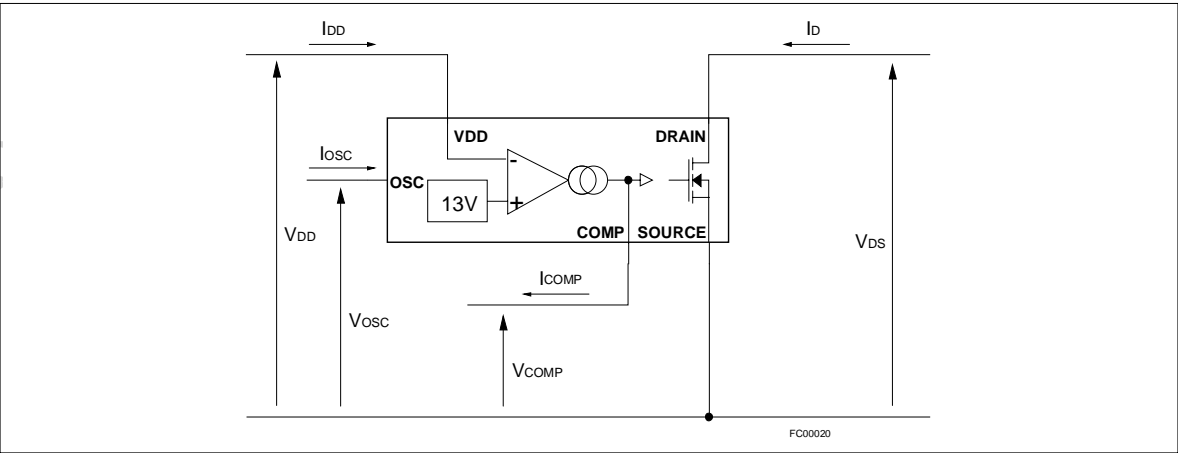 IDD
ID
VDD
DRAIN
IOSC
OSC
-
13V
+
COMP SOURCE
VDD
VDS
ICOMP
VOSC
VCOMP
FC00020